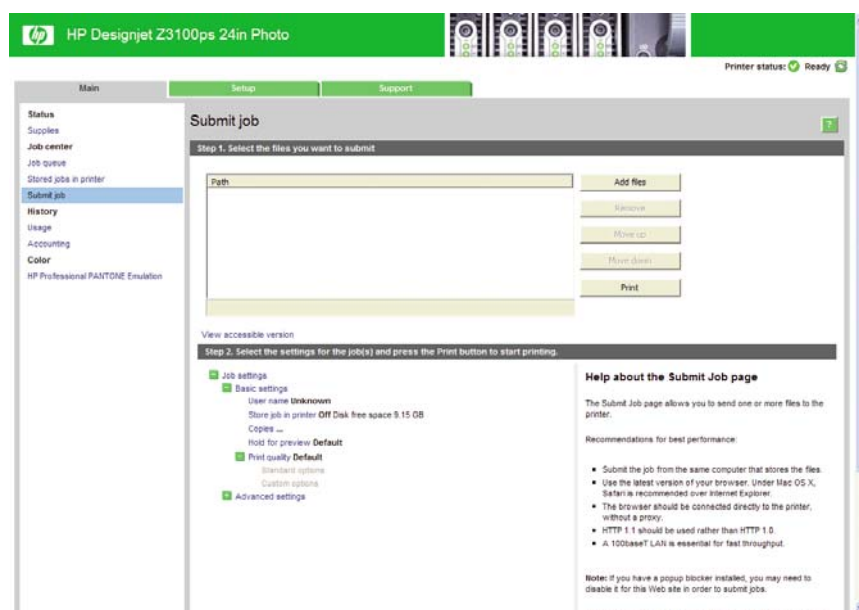 hp
HP Designjet Z3100ps 24in Photo
Printer status: Ready
Main
Setup
Support
Status
Supplies
Job center
Job queue
Stored jobs in printer
Submit job
History
Usage
Accounting
Color
HP Professional PANTONE Emulation
Submit job
?
Step 1. Select the files you want to submit
Path
Add files
Remove
Move up
Move down
Print
View accessible version
Step 2. Select the settings for the job(s) and press the Print button to start printing.
Job settings
Basic settings
User name Unknown
Store job in printer Off Disk free space 9.15 GB
Copies ...
Hold for preview Default
Print quality Default
Standard options
Custom options
Advanced settings
Help about the Submit Job page
The Submit Job page allows you to send one or more files to the
printer.
Recommendations for best performance:
Submit the job from the same computer that stores the files.
Use the latest version of your browser. Under Mac OS X,
Safari is recommended over Internet Explorer.
The browser should be connected directly to the printer,
without a proxy.
HTTP 1.1 should be used rather than HTTP 1.0.
A 100baseT LAN is essential for fast throughput.
Note: If you have a popup blocker installed, you may need to
disable it for this Web site in order to submit jobs.